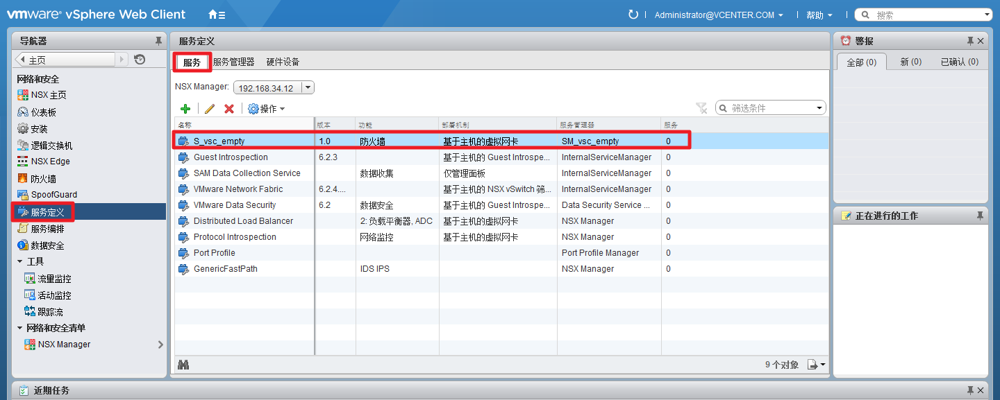 vmware® vSphere Web Client
Administrator@VCENTER.COM
帮助
搜索
导航器
主页
网络和安全
NSX 主页
仪表板
安装
逻辑交换机
NSX Edge
防火墙
SpoofGuard
服务定义
服务编排
数据安全
工具
流量监控
活动监控
跟踪流
网络和安全清单
NSX Manager
服务定义
服务 服务管理器 硬件设备
NSX Manager: 192.168.34.12
操作
筛选条件
名称 版本 功能 部署机制 服务管理器 服务
S_vsc_empty 1.0 防火墙 基于主机的虚拟网卡 SM_vsc_empty 0
Guest Introspection 6.2.3 基于主机的 Guest Introspe... InternalServiceManager 0
SAM Data Collection Service 数据收集 仅管理面板 InternalServiceManager 0
VMware Network Fabric 6.2.4.... 基于主机的 NSX vSwitch 筛... InternalServiceManager 0
VMware Data Security 6.2 数据安全 基于主机的 Guest Introspe... Data Security Service ... 0
Distributed Load Balancer 2: 负载平衡器, ADC 基于主机的虚拟网卡 NSX Manager 0
Protocol Introspection 网络监控 基于主机的虚拟网卡 NSX Manager 0
Port Profile Port Profile Manager 0
GenericFastPath IDS IPS NSX Manager 0
9 个对象
警报
全部 (0) 新 (0) 已确认 (0)
正在进行的工作
近期任务